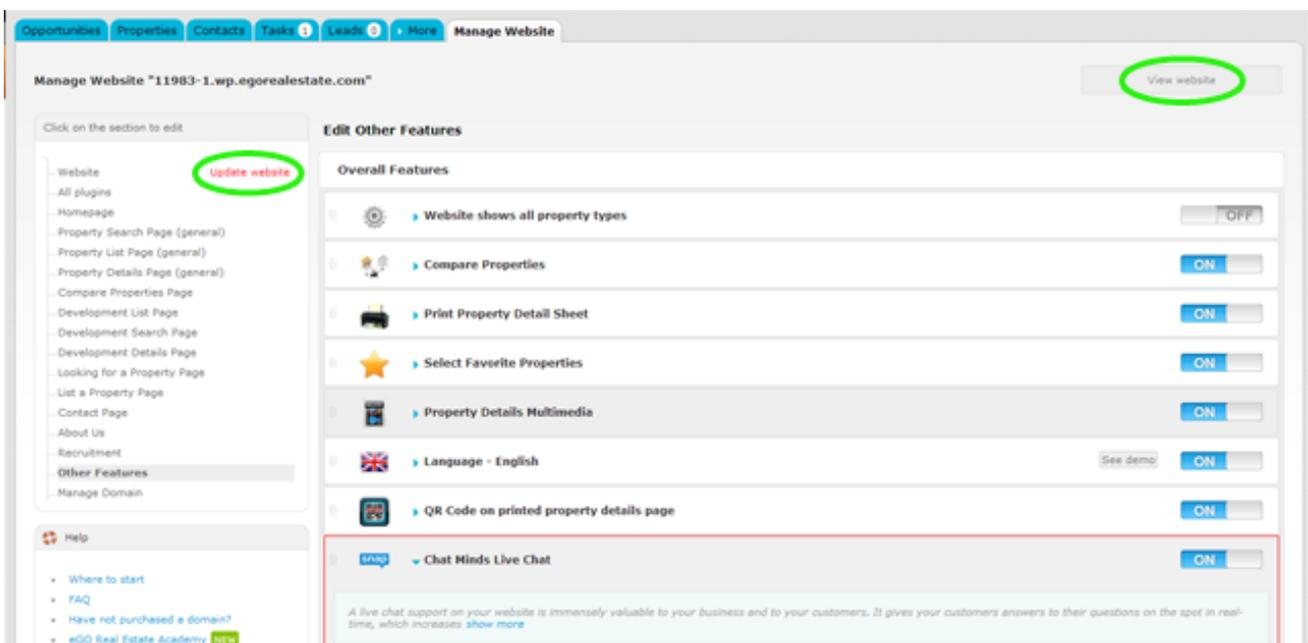 Opportunities Properties Contacts Tasks 1 Leads 0 More Manage Website
Manage Website "11983-1.wp.egorealestate.com"
View website
Click on the section to edit
Website
Update website
All plugins
Homepage
Property Search Page (general)
Property List Page (general)
Property Details Page (general)
Compare Properties Page
Development List Page
Development Search Page
Development Details Page
Looking for a Property Page
List a Property Page
Contact Page
About Us
Recruitment
Other Features
Manage Domain
Help
Where to start
FAQ
Have not purchased a domain?
eGO Real Estate Academy NEW
Edit Other Features
Overall Features
Website shows all property types OFF
Compare Properties ON
Print Property Detail Sheet ON
Select Favorite Properties ON
Property Details Multimedia ON
Language - English See demo ON
QR Code on printed property details page ON
snap Chat Minds Live Chat ON
A live chat support on your website is immensely valuable to your business and to your customers. It gives your customers answers to their questions on the spot in real-
time, which increases show more